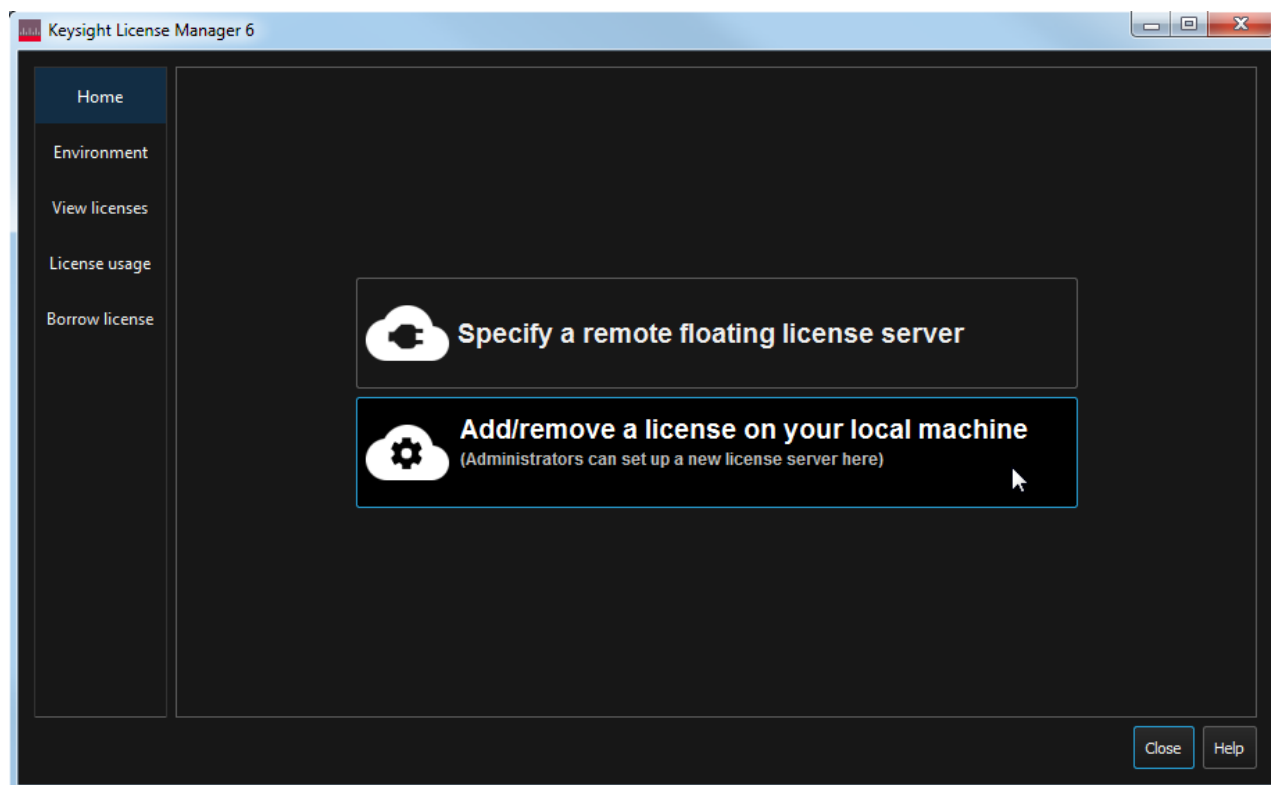 Keysight License Manager 6
Home
Environment
View licenses
License usage
Borrow license
Specify a remote floating license server
Add/remove a license on your local machine
(Administrators can set up a new license server here)
Close
Help